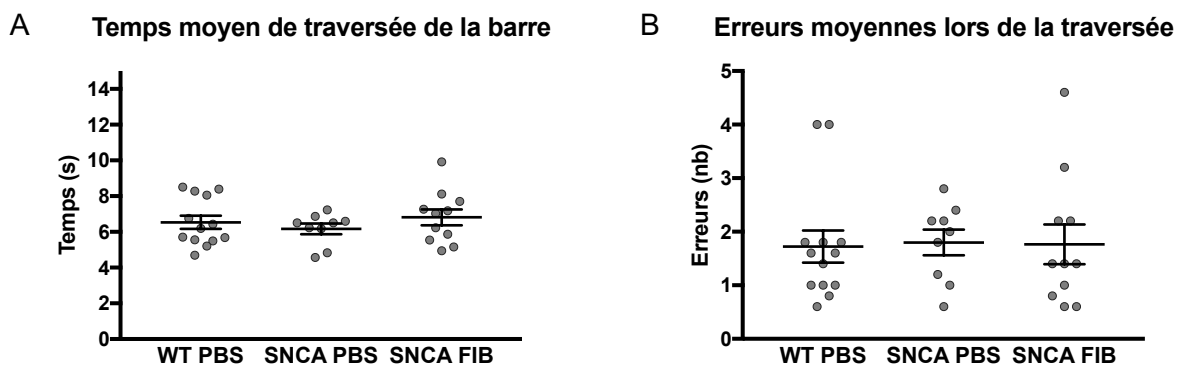 A Temps moyen de traversée de la barre
Temps (s)
14
12
10
8
6
4
2
0
WT PBS SNCA PBS SNCA FIB
B Erreurs moyennes lors de la traversée
Erreurs (nb)
5
4
3
2
1
0
WT PBS SNCA PBS SNCA FIB